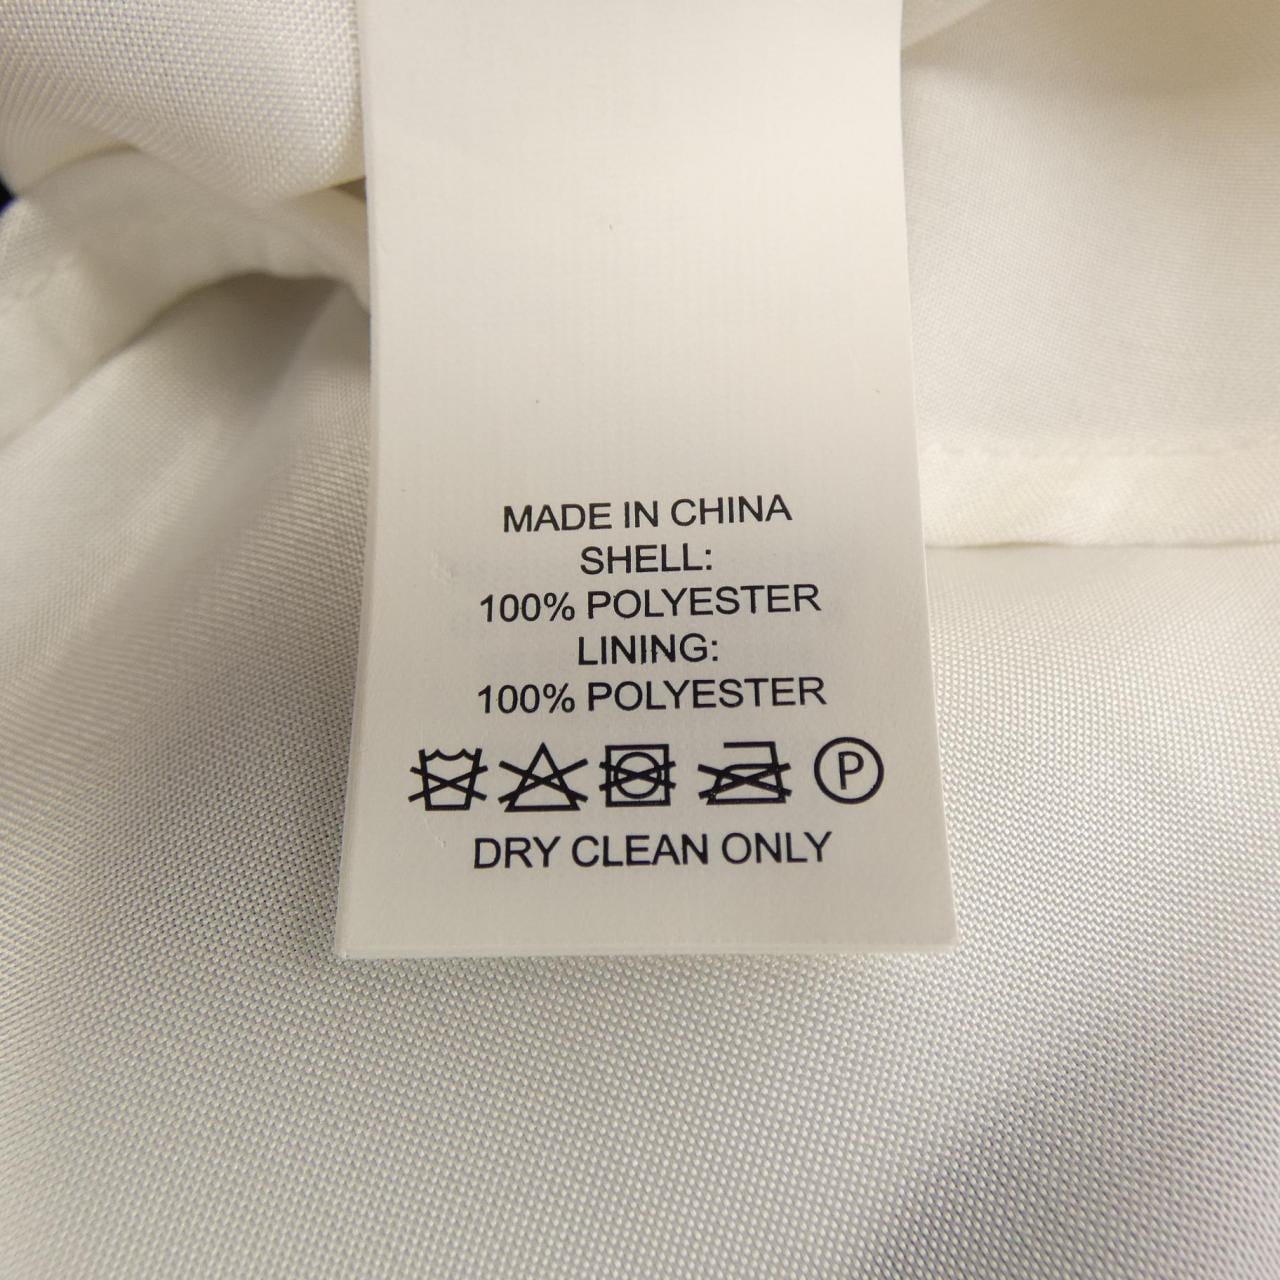 MADE IN CHINA
SHELL:
100% POLYESTER
LINING:
100% POLYESTER
P
DRY CLEAN ONLY